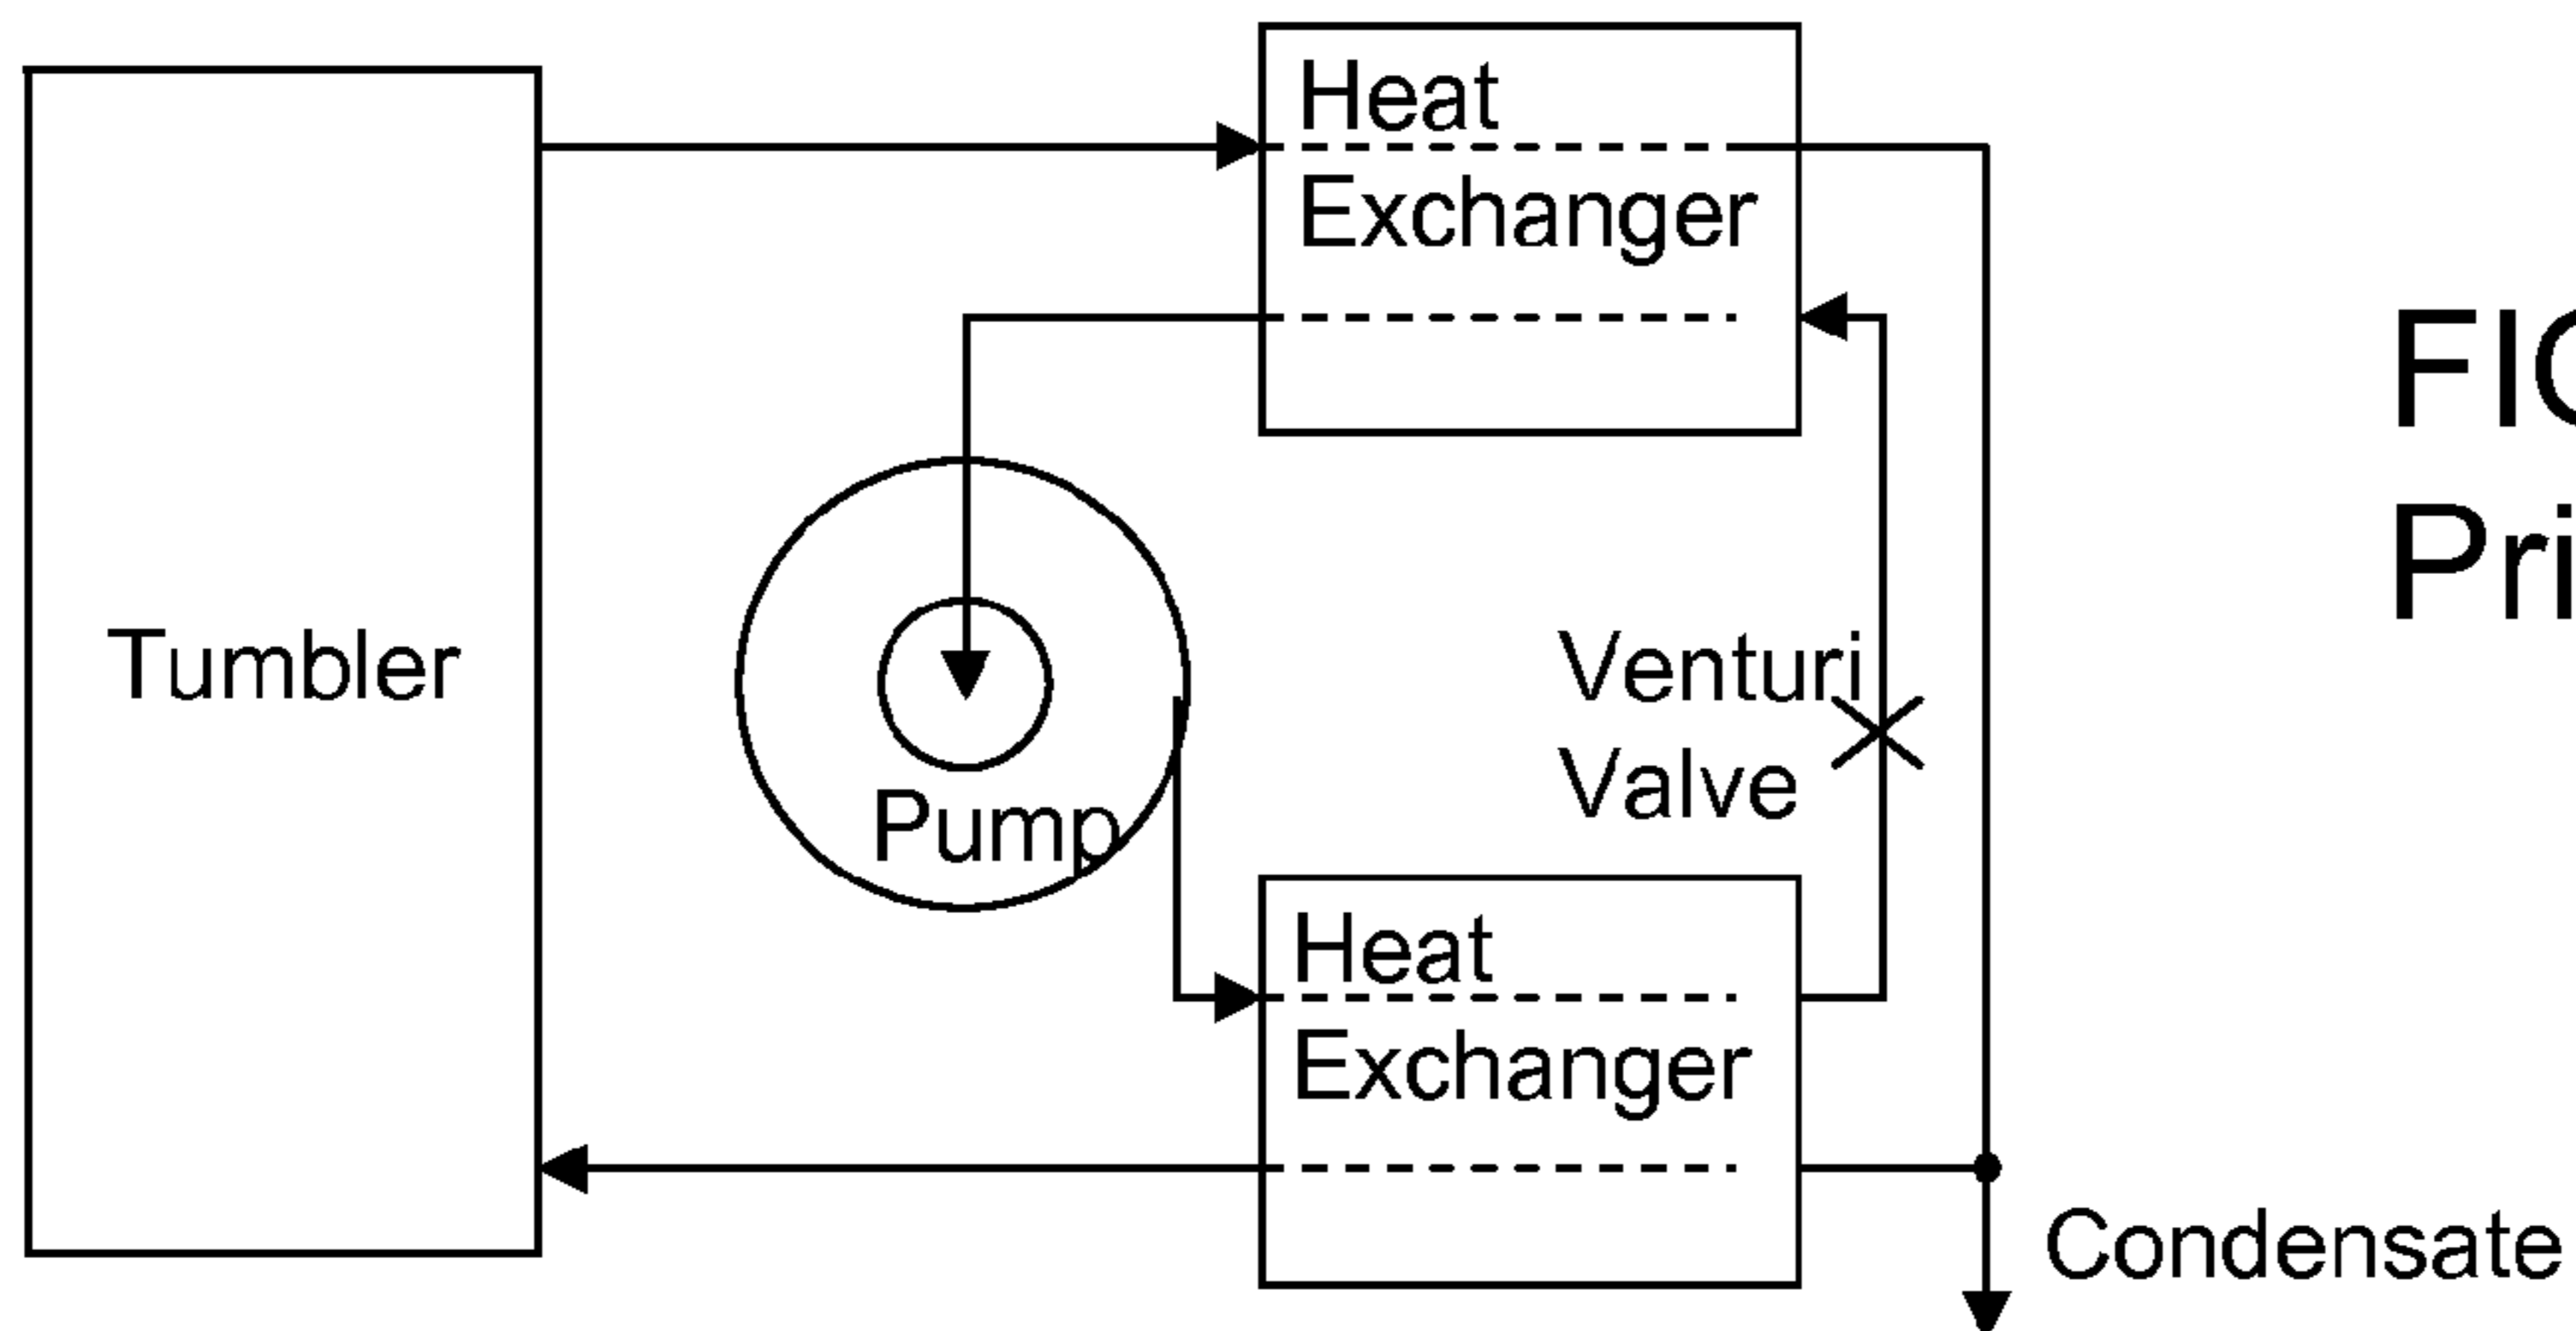 Heat
Exchanger
Tumbler
Pump
Venturi
Valve
Heat
Exchanger
Condensate